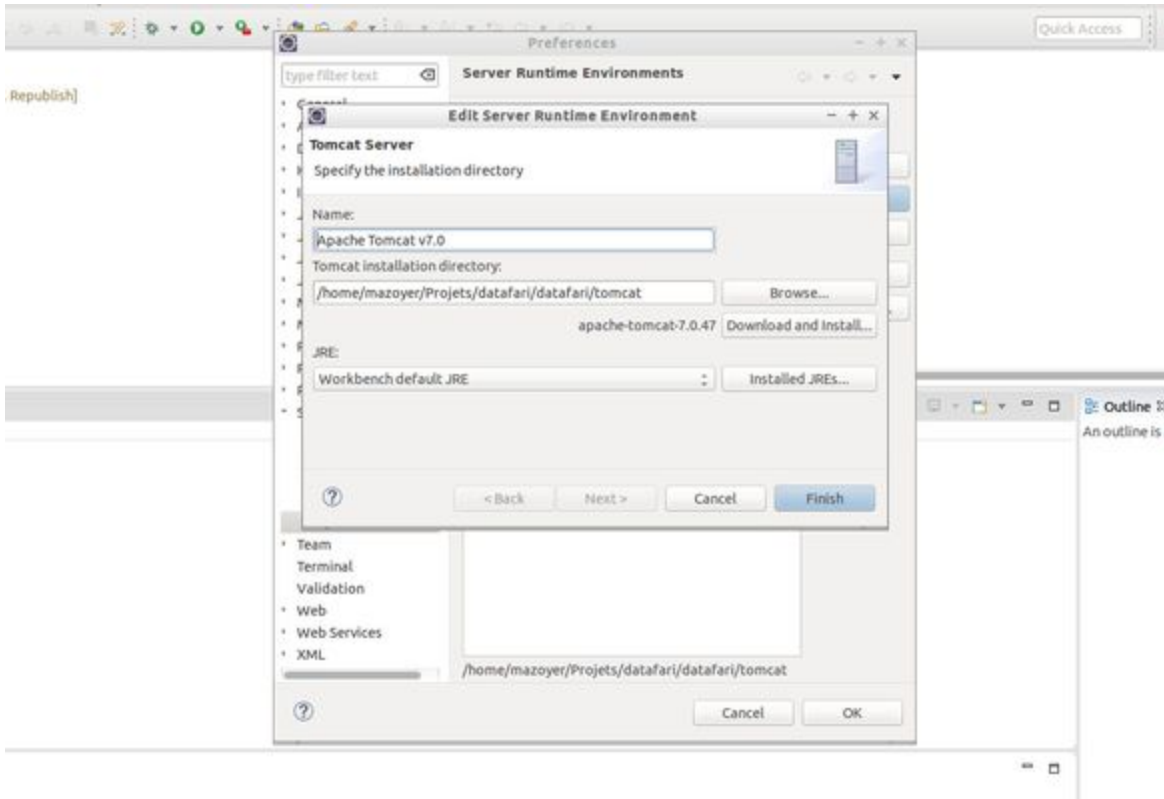 Quick Access
Preferences
type filter text
Server Runtime Environments
Republish]
General
Edit Server Runtime Environment
Tomcat Server
Specify the installation directory
Name:
Apache Tomcat v7.0
Tomcat installation directory:
/home/mazoyer/Projets/datafari/datafari/tomcat
Browse...
apache-tomcat-7.0.47
Download and Install...
JRE:
Workbench default JRE
Installed JREs...
Outline
An outline is
< Back
Next >
Cancel
Finish
Team
Terminal
Validation
Web
Web Services
XML
/home/mazoyer/Projets/datafari/datafari/tomcat
Cancel
OK